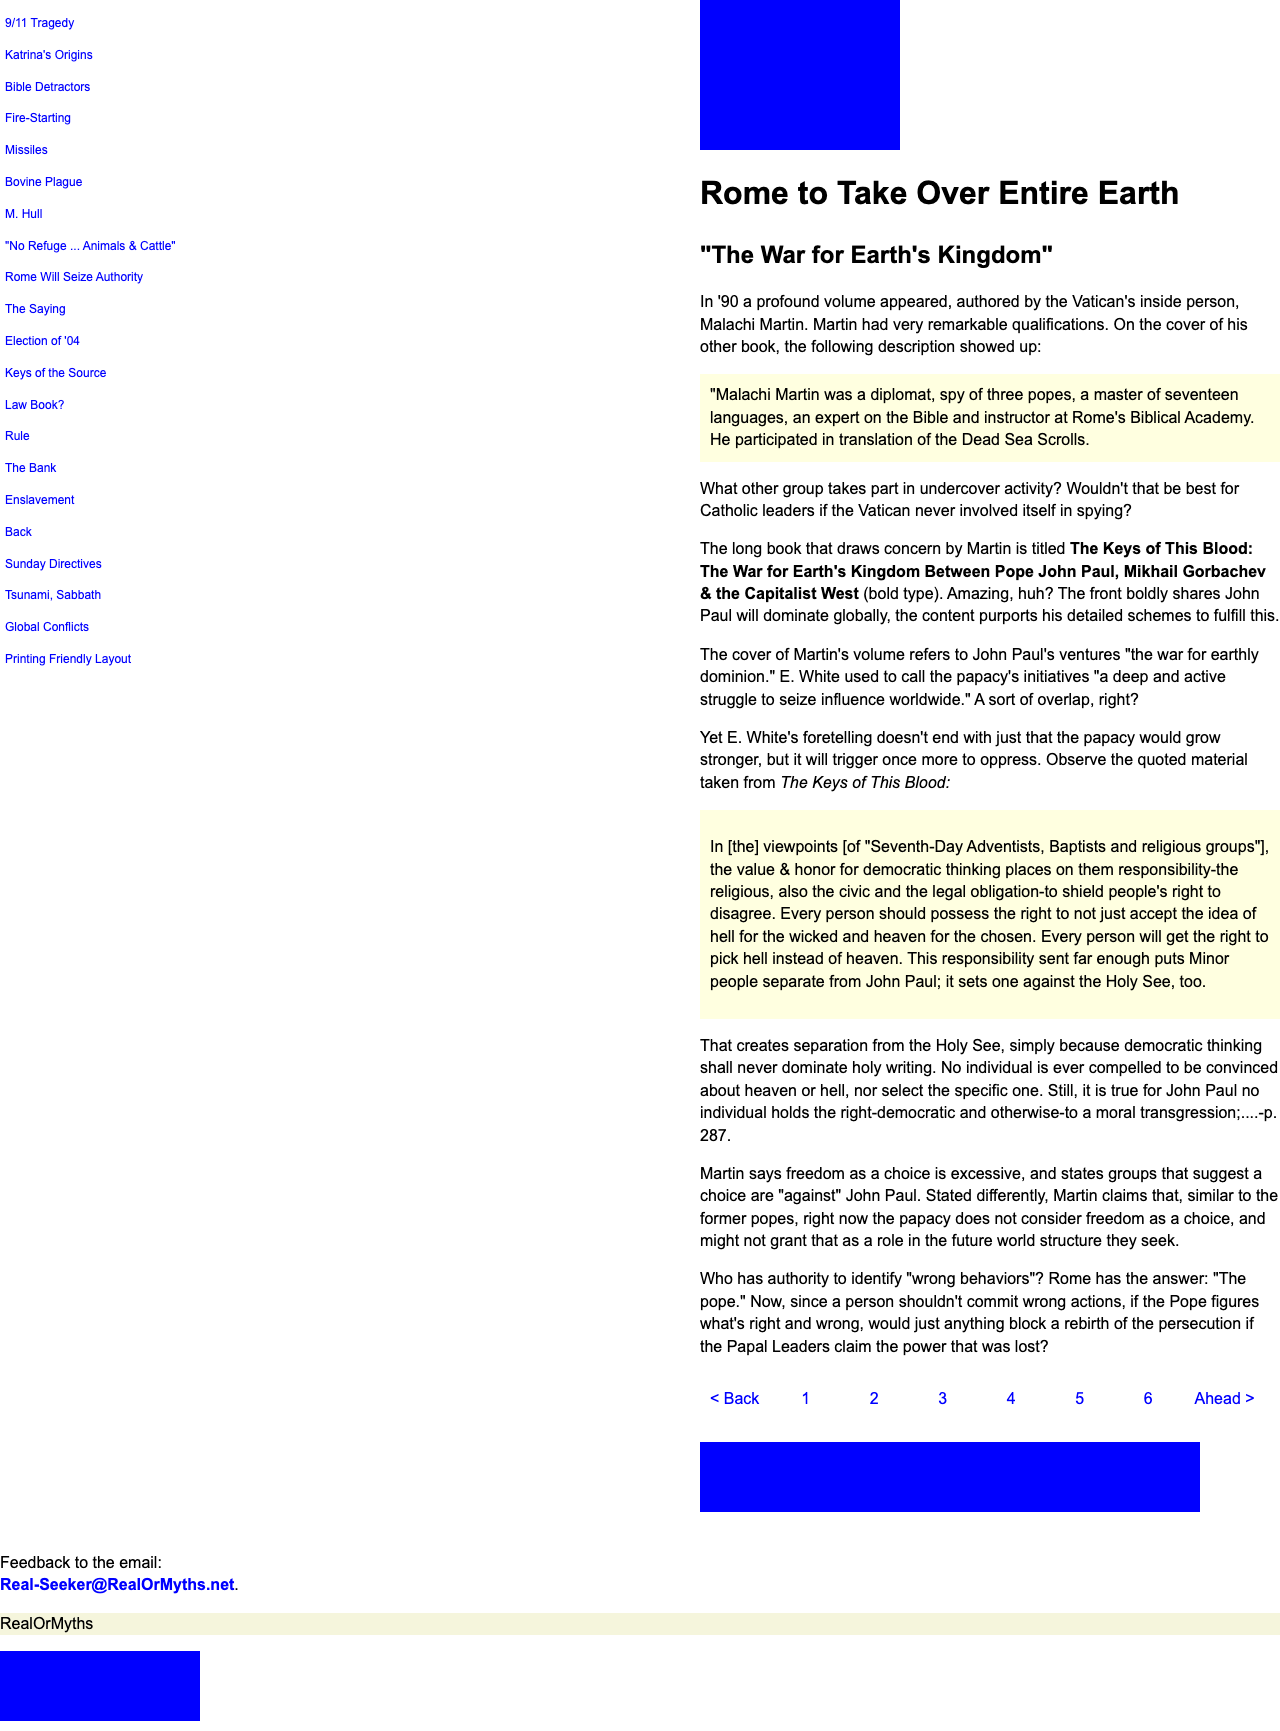 9/11 Tragedy
Katrina's Origins
Bible Detractors
Fire-Starting
Missiles
Bovine Plague
M. Hull
"No Refuge ... Animals & Cattle"
Rome Will Seize Authority
The Saying
Election of '04
Keys of the Source
Law Book?
Rule
The Bank
Enslavement
Back
Sunday Directives
Tsunami, Sabbath
Global Conflicts
Printing Friendly Layout
Rome to Take Over Entire Earth
"The War for Earth's Kingdom"
In '90 a profound volume appeared, authored by the Vatican's inside person,
Malachi Martin. Martin had very remarkable qualifications. On the cover of his
other book, the following description showed up:
"Malachi Martin was a diplomat, spy of three popes, a master of seventeen
languages, an expert on the Bible and instructor at Rome's Biblical Academy.
He participated in translation of the Dead Sea Scrolls.
What other group takes part in undercover activity? Wouldn't that be best for
Catholic leaders if the Vatican never involved itself in spying?
The long book that draws concern by Martin is titled The Keys of This Blood:
The War for Earth's Kingdom Between Pope John Paul, Mikhail Gorbachev
& the Capitalist West (bold type). Amazing, huh? The front boldly shares John
Paul will dominate globally, the content purports his detailed schemes to fulfill this.
The cover of Martin's volume refers to John Paul's ventures "the war for earthly
dominion." E. White used to call the papacy's initiatives "a deep and active
struggle to seize influence worldwide." A sort of overlap, right?
Yet E. White's foretelling doesn't end with just that the papacy would grow
stronger, but it will trigger once more to oppress. Observe the quoted material
taken from The Keys of This Blood:
In [the] viewpoints [of "Seventh-Day Adventists, Baptists and religious groups"],
the value & honor for democratic thinking places on them responsibility-the
religious, also the civic and the legal obligation-to shield people's right to
disagree. Every person should possess the right to not just accept the idea of
hell for the wicked and heaven for the chosen. Every person will get the right to
pick hell instead of heaven. This responsibility sent far enough puts Minor
people separate from John Paul; it sets one against the Holy See, too.
That creates separation from the Holy See, simply because democratic thinking
shall never dominate holy writing. No individual is ever compelled to be convinced
about heaven or hell, nor select the specific one. Still, it is true for John Paul no
individual holds the right-democratic and otherwise-to a moral transgression;....-p.
287.
Martin says freedom as a choice is excessive, and states groups that suggest a
choice are "against" John Paul. Stated differently, Martin claims that, similar to the
former popes, right now the papacy does not consider freedom as a choice, and
might not grant that as a role in the future world structure they seek.
Who has authority to identify "wrong behaviors"? Rome has the answer: "The
pope." Now, since a person shouldn't commit wrong actions, if the Pope figures
what's right and wrong, would just anything block a rebirth of the persecution if
the Papal Leaders claim the power that was lost?
< Back 1 2 3 4 5 6 Ahead >
Feedback to the email:
Real-Seeker@RealOrMyths.net.
RealOrMyths